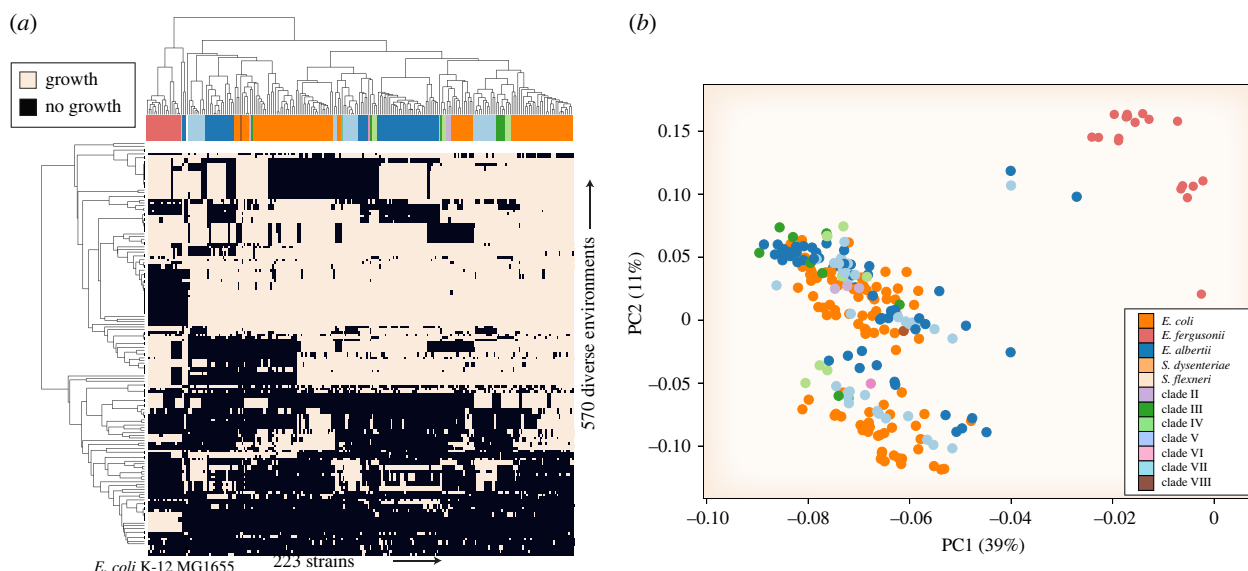 (a)
growth
no growth
570 diverse environments
E. coli K-12 MG1655
223 strains
(b)
PC2 (11%)
0.15
0.10
0.05
0
−0.05
−0.10
−0.10
−0.08
−0.06
−0.04
−0.02
0
PC1 (39%)
E. coli
E. fergusonii
E. albertii
S. dysenteriae
S. flexneri
clade II
clade III
clade IV
clade V
clade VI
clade VII
clade VIII